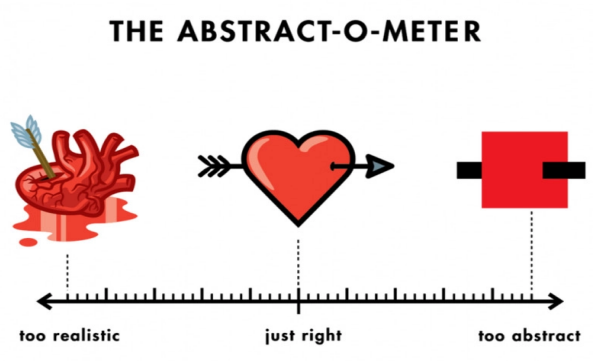 THE ABSTRACT-O-METER
too realistic
just right
too abstract